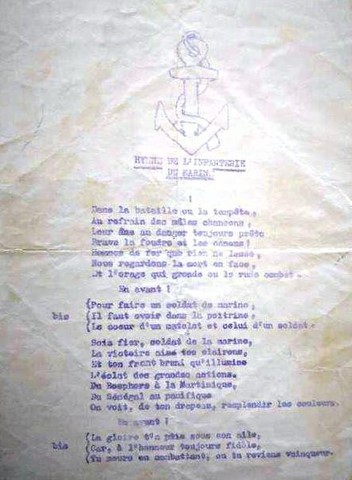 HYMNE DE L'INFANTERIE
DE MARINE
Dans la bataille ou la tempête,
Au refrain des mâles chansons,
Leur âme au danger toujours prête
Brave la foudre et les canons !
Hommes de fer que rien ne lasse,
Nous regardons la mort en face,
Et l'orage qui gronde ou le rude combat.
En avant !
(Pour faire un soldat de marine,
bis (Il faut avoir dans la poitrine,
(Le coeur d'un matelot et celui d'un soldat.
Sois fier, soldat de la marine,
La victoire aime tes clairons,
Et ton front bruni qu'illumine
L'éclat des grandes actions.
Du Bosphore à la Martinique,
Du Sénégal au pacifique
On voit, de ton drapeau, resplendir les couleurs.
En avant !
(La gloire t'a pris sous son aile,
bis (Car, à l'honneur toujours fidèle,
(Tu meurs en combattant, ou tu reviens vainqueur.